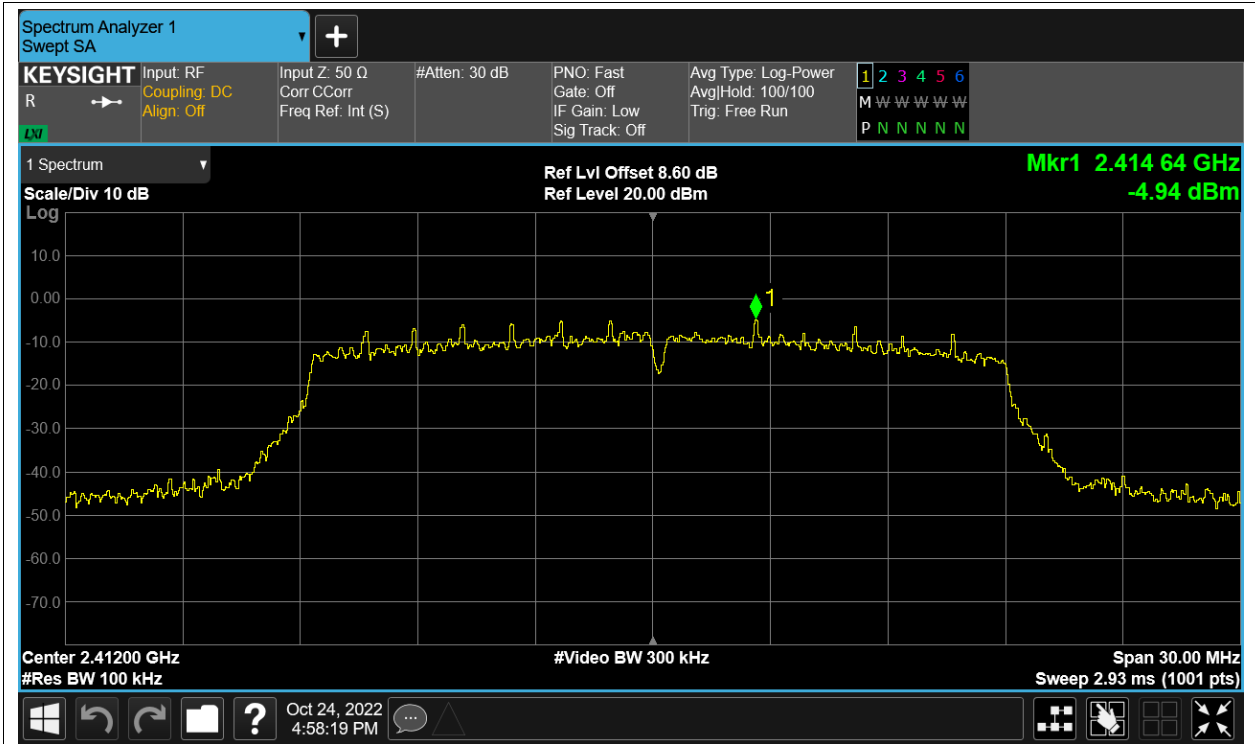 Spectrum Analyzer 1
Swept SA
KEYSIGHT
R
LXI
Input: RF
Coupling: DC
Align: Off
Input Z: 50 Ω
Corr CCorr
Freq Ref: Int (S)
#Atten: 30 dB
PNO: Fast
Gate: Off
IF Gain: Low
Sig Track: Off
Avg Type: Log-Power
Avg|Hold: 100/100
Trig: Free Run
1 2 3 4 5 6
M W W W W W
P N N N N N
1 Spectrum
Scale/Div 10 dB
Log
Ref Lvl Offset 8.60 dB
Ref Level 20.00 dBm
Mkr1 2.414 64 GHz
-4.94 dBm
10.0
0.00
-10.0
-20.0
-30.0
-40.0
-50.0
-60.0
-70.0
1
Center 2.41200 GHz
#Res BW 100 kHz
#Video BW 300 kHz
Span 30.00 MHz
Sweep 2.93 ms (1001 pts)
?
Oct 24, 2022
4:58:19 PM